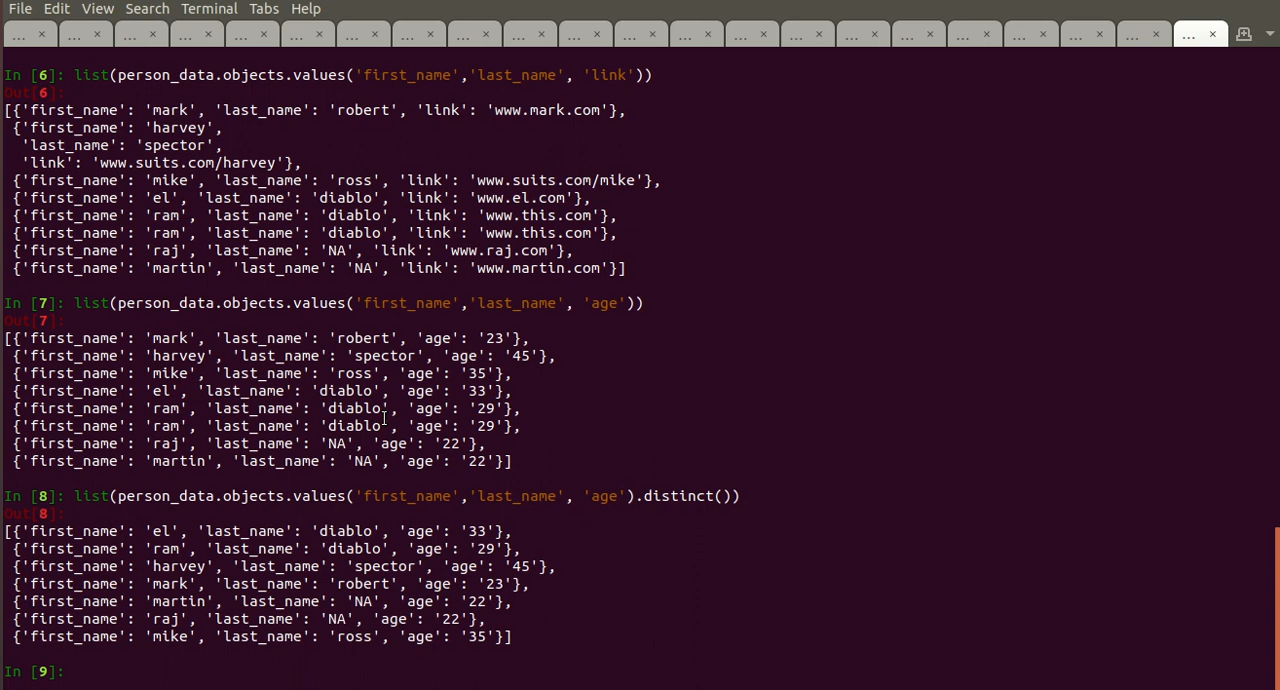 File Edit View Search Terminal Tabs Help
... × ... × ... × ... × ... × ... × ... × ... × ... × ... × ... × ... × ... × ... × ... × ... × ... × ... × ... × ... × ... × ... ×
In [6]: list(person_data.objects.values('first_name','last_name', 'link'))
Out[6]:
[{'first_name': 'mark', 'last_name': 'robert', 'link': 'www.mark.com'},
 {'first_name': 'harvey',
  'last_name': 'spector',
  'link': 'www.suits.com/harvey'},
 {'first_name': 'mike', 'last_name': 'ross', 'link': 'www.suits.com/mike'},
 {'first_name': 'el', 'last_name': 'diablo', 'link': 'www.el.com'},
 {'first_name': 'ram', 'last_name': 'diablo', 'link': 'www.this.com'},
 {'first_name': 'ram', 'last_name': 'diablo', 'link': 'www.this.com'},
 {'first_name': 'raj', 'last_name': 'NA', 'link': 'www.raj.com'},
 {'first_name': 'martin', 'last_name': 'NA', 'link': 'www.martin.com'}]
In [7]: list(person_data.objects.values('first_name','last_name', 'age'))
Out[7]:
[{'first_name': 'mark', 'last_name': 'robert', 'age': '23'},
 {'first_name': 'harvey', 'last_name': 'spector', 'age': '45'},
 {'first_name': 'mike', 'last_name': 'ross', 'age': '35'},
 {'first_name': 'el', 'last_name': 'diablo', 'age': '33'},
 {'first_name': 'ram', 'last_name': 'diablo', 'age': '29'},
 {'first_name': 'ram', 'last_name': 'diablo', 'age': '29'},
 {'first_name': 'raj', 'last_name': 'NA', 'age': '22'},
 {'first_name': 'martin', 'last_name': 'NA', 'age': '22'}]
In [8]: list(person_data.objects.values('first_name','last_name', 'age').distinct())
Out[8]:
[{'first_name': 'el', 'last_name': 'diablo', 'age': '33'},
 {'first_name': 'ram', 'last_name': 'diablo', 'age': '29'},
 {'first_name': 'harvey', 'last_name': 'spector', 'age': '45'},
 {'first_name': 'mark', 'last_name': 'robert', 'age': '23'},
 {'first_name': 'martin', 'last_name': 'NA', 'age': '22'},
 {'first_name': 'raj', 'last_name': 'NA', 'age': '22'},
 {'first_name': 'mike', 'last_name': 'ross', 'age': '35'}]
In [9]: